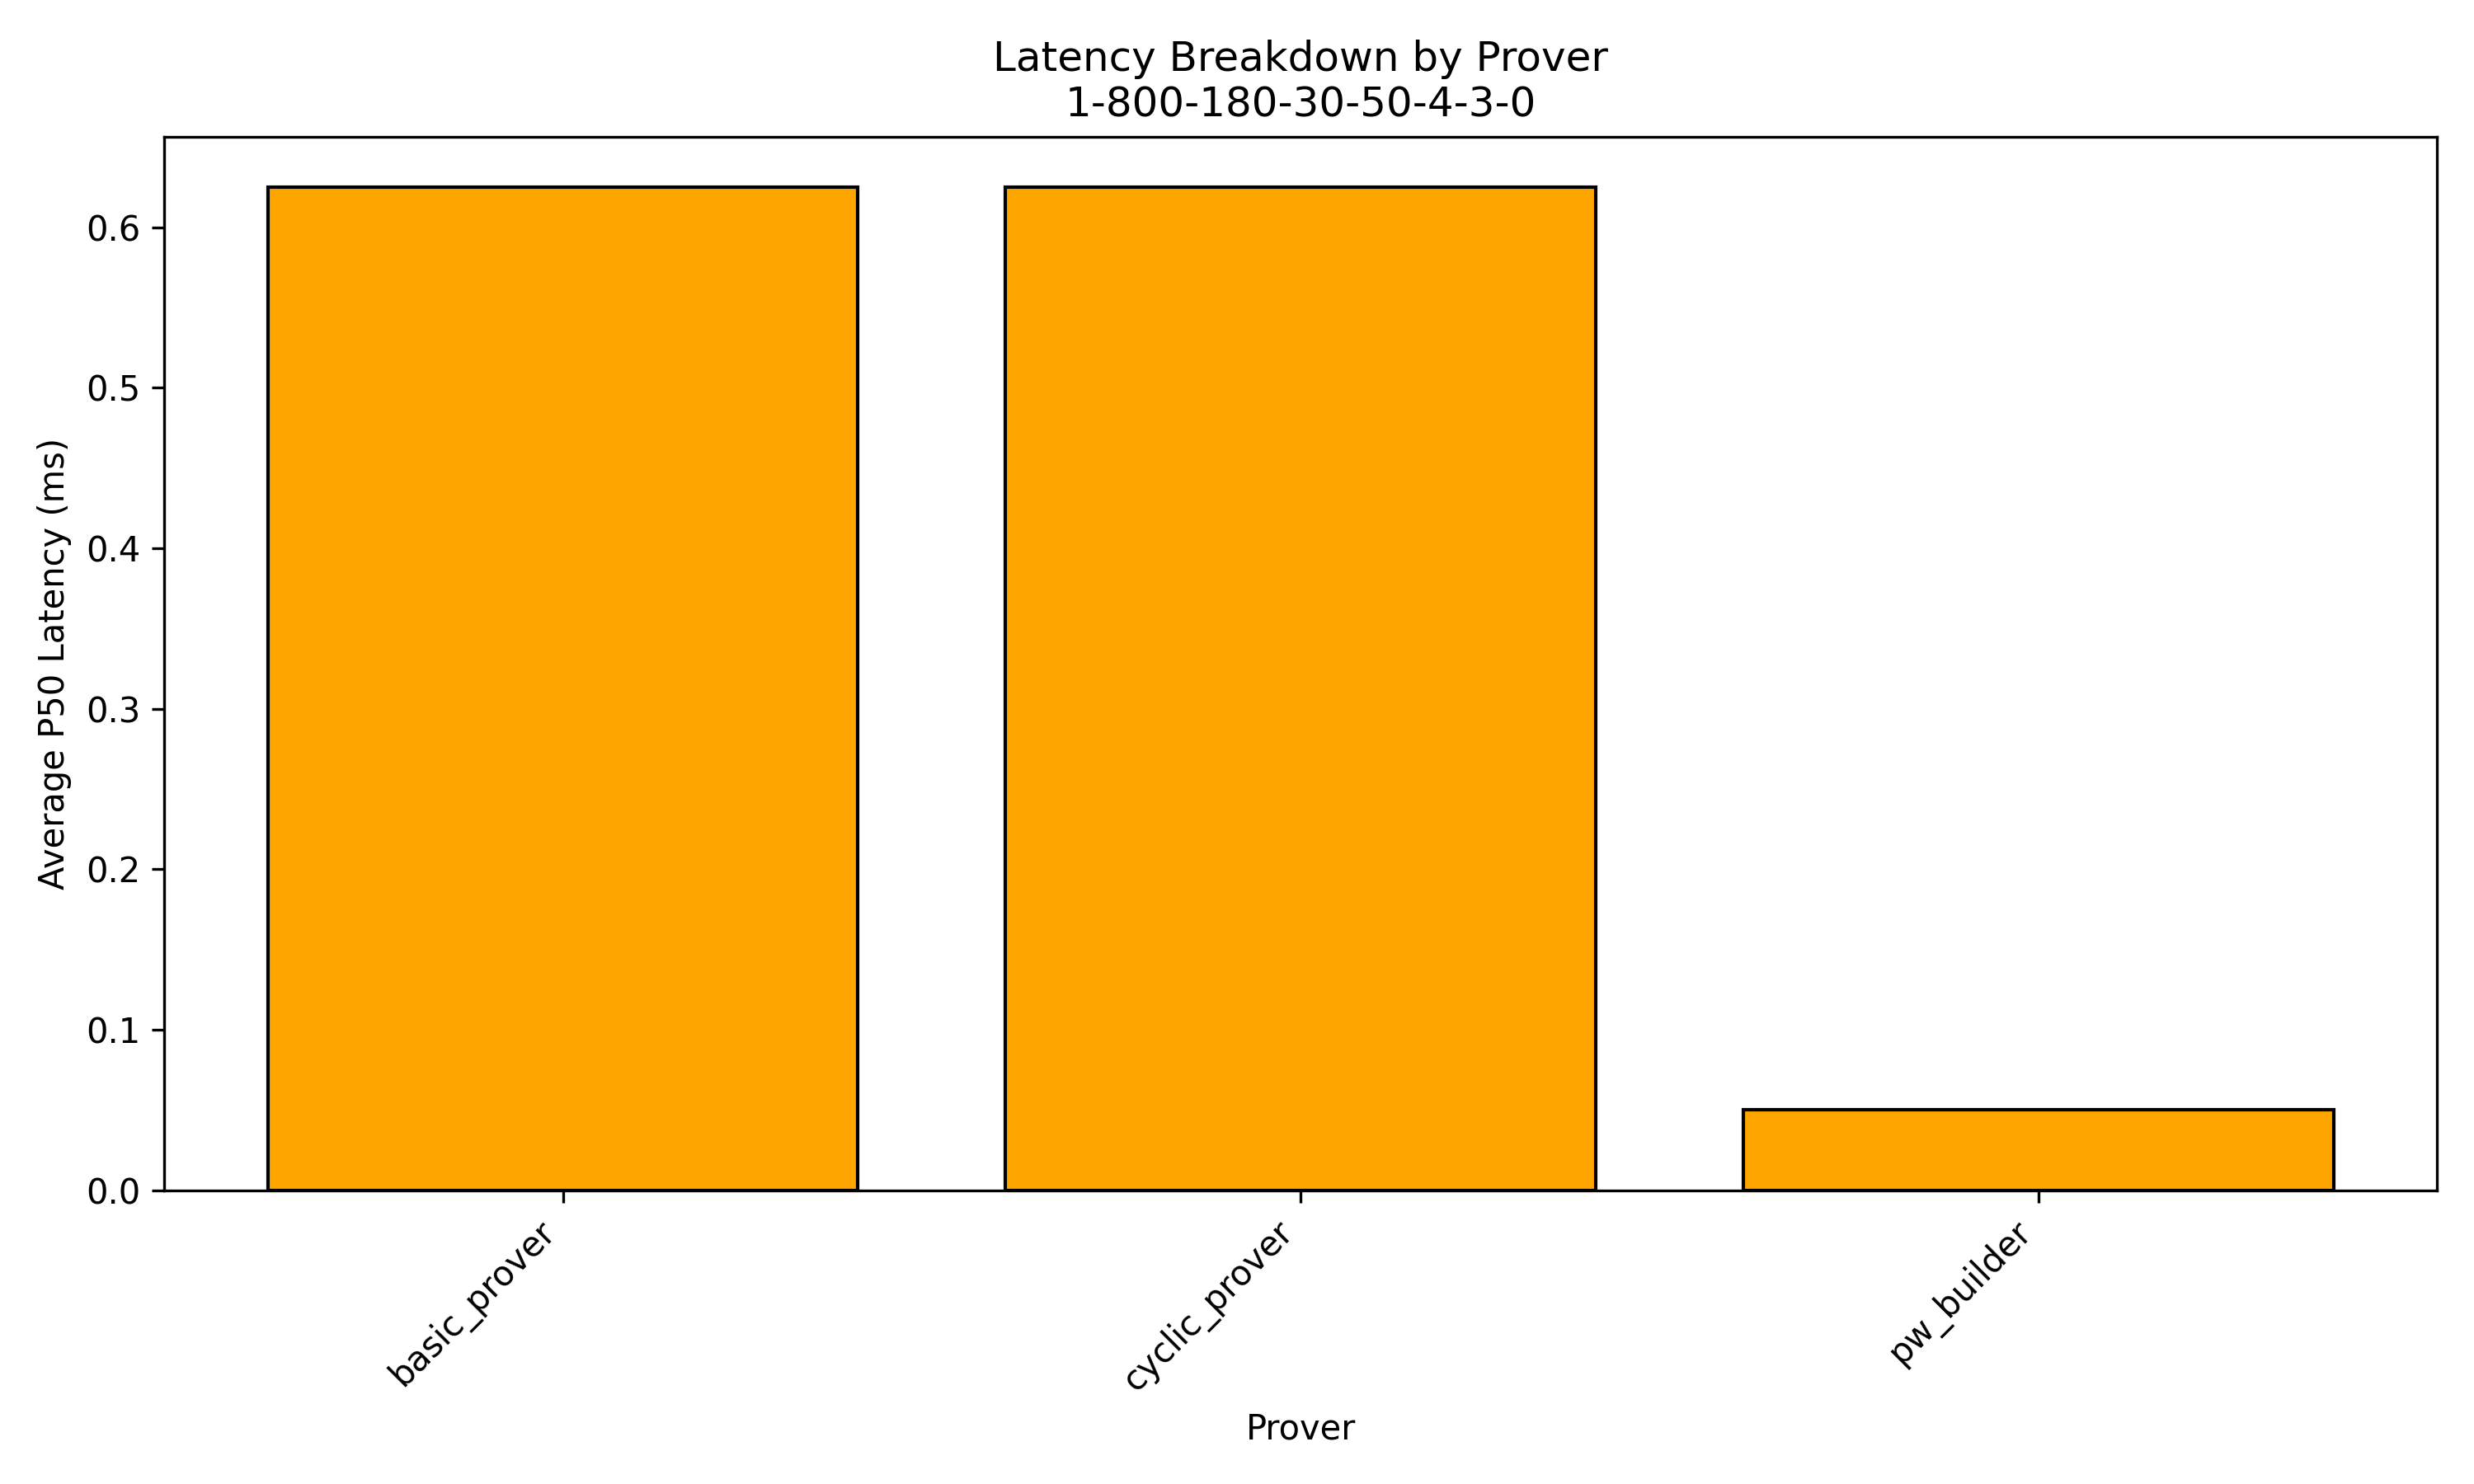 Latency Breakdown by Prover
1-800-180-30-50-4-3-0
Average P50 Latency (ms)
0.6
0.5
0.4
0.3
0.2
0.1
0.0
basic_prover
cyclic_prover
pw_builder
Prover